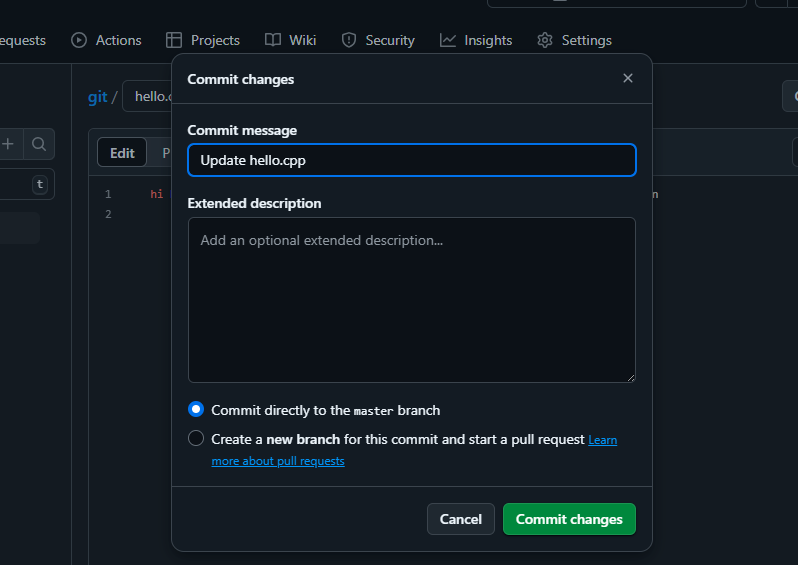 equests Actions Projects Wiki Security Insights Settings
Commit changes
git / hello.c
Commit message
Edit P
Update hello.cpp
t
Extended description
1 hi n
2
Add an optional extended description...
Commit directly to the master branch
Create a new branch for this commit and start a pull request Learn
more about pull requests
Cancel Commit changes